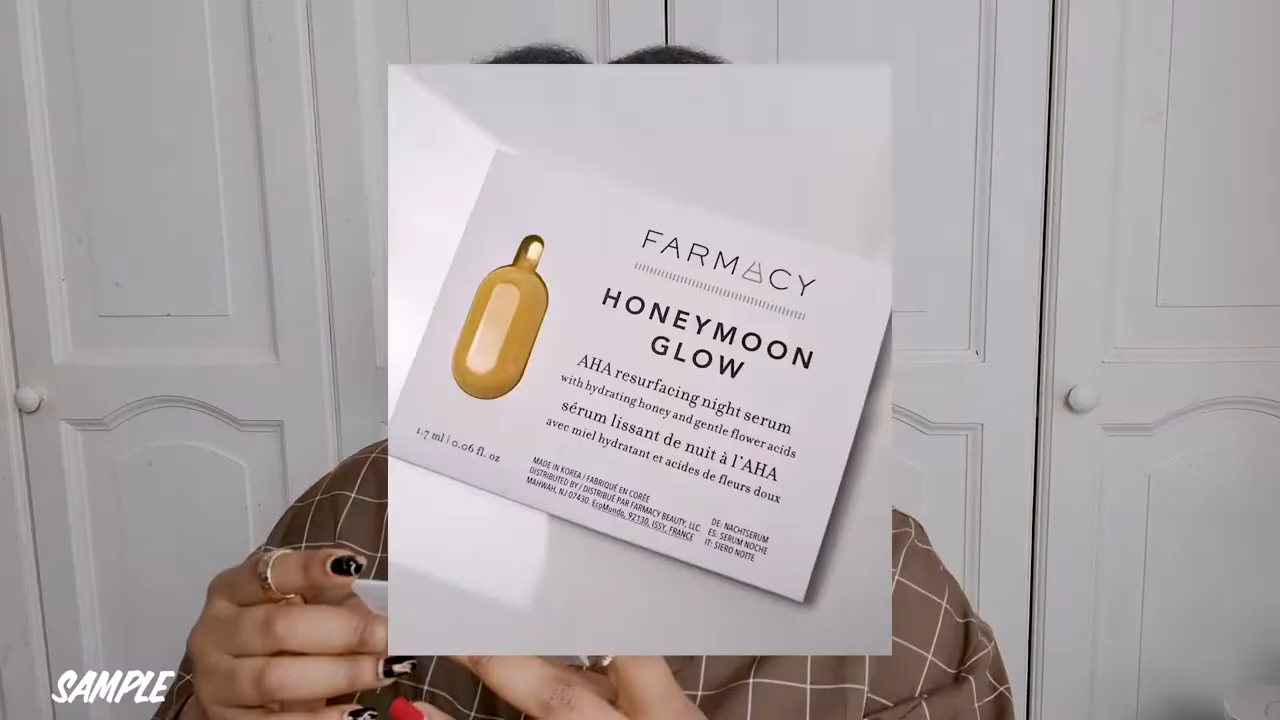 FARMACY
HONEYMOON
GLOW
AHA resurfacing night serum
with hydrating honey and gentle flower acids
sérum lissant de nuit à l'AHA
avec miel hydratant et acides de fleurs doux
1.7 ml | 0.06 fl. oz
MADE IN KOREA / FABRIQUÉ EN CORÉE
DISTRIBUTED BY / DISTRIBUÉ PAR FARMACY BEAUTY, LLC.
MAHWAH, NJ 07430. EcoMundo, 92130, ISSY, FRANCE
DE: NACHTSERUM
ES: SERUM NOCHE
IT: SIERO NOTTE
SAMPLE